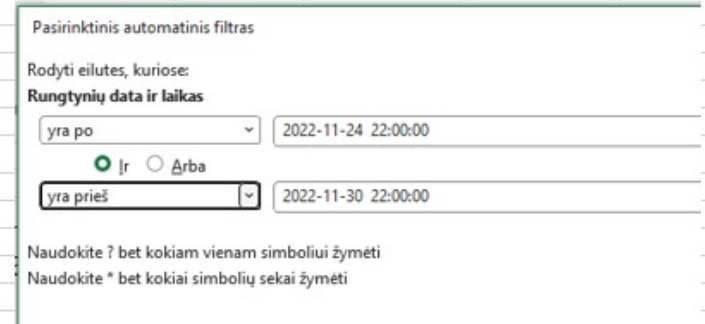 Pasirinktinis automatinis filtras
Rodyti eilutes, kuriose:
Rungtynių data ir laikas
yra po 2022-11-24 22:00:00
Ir Arba
yra prieš 2022-11-30 22:00:00
Naudokite ? bet kokiam vienam simboliui žymėti
Naudokite * bet kokiai simbolių sekai žymėti